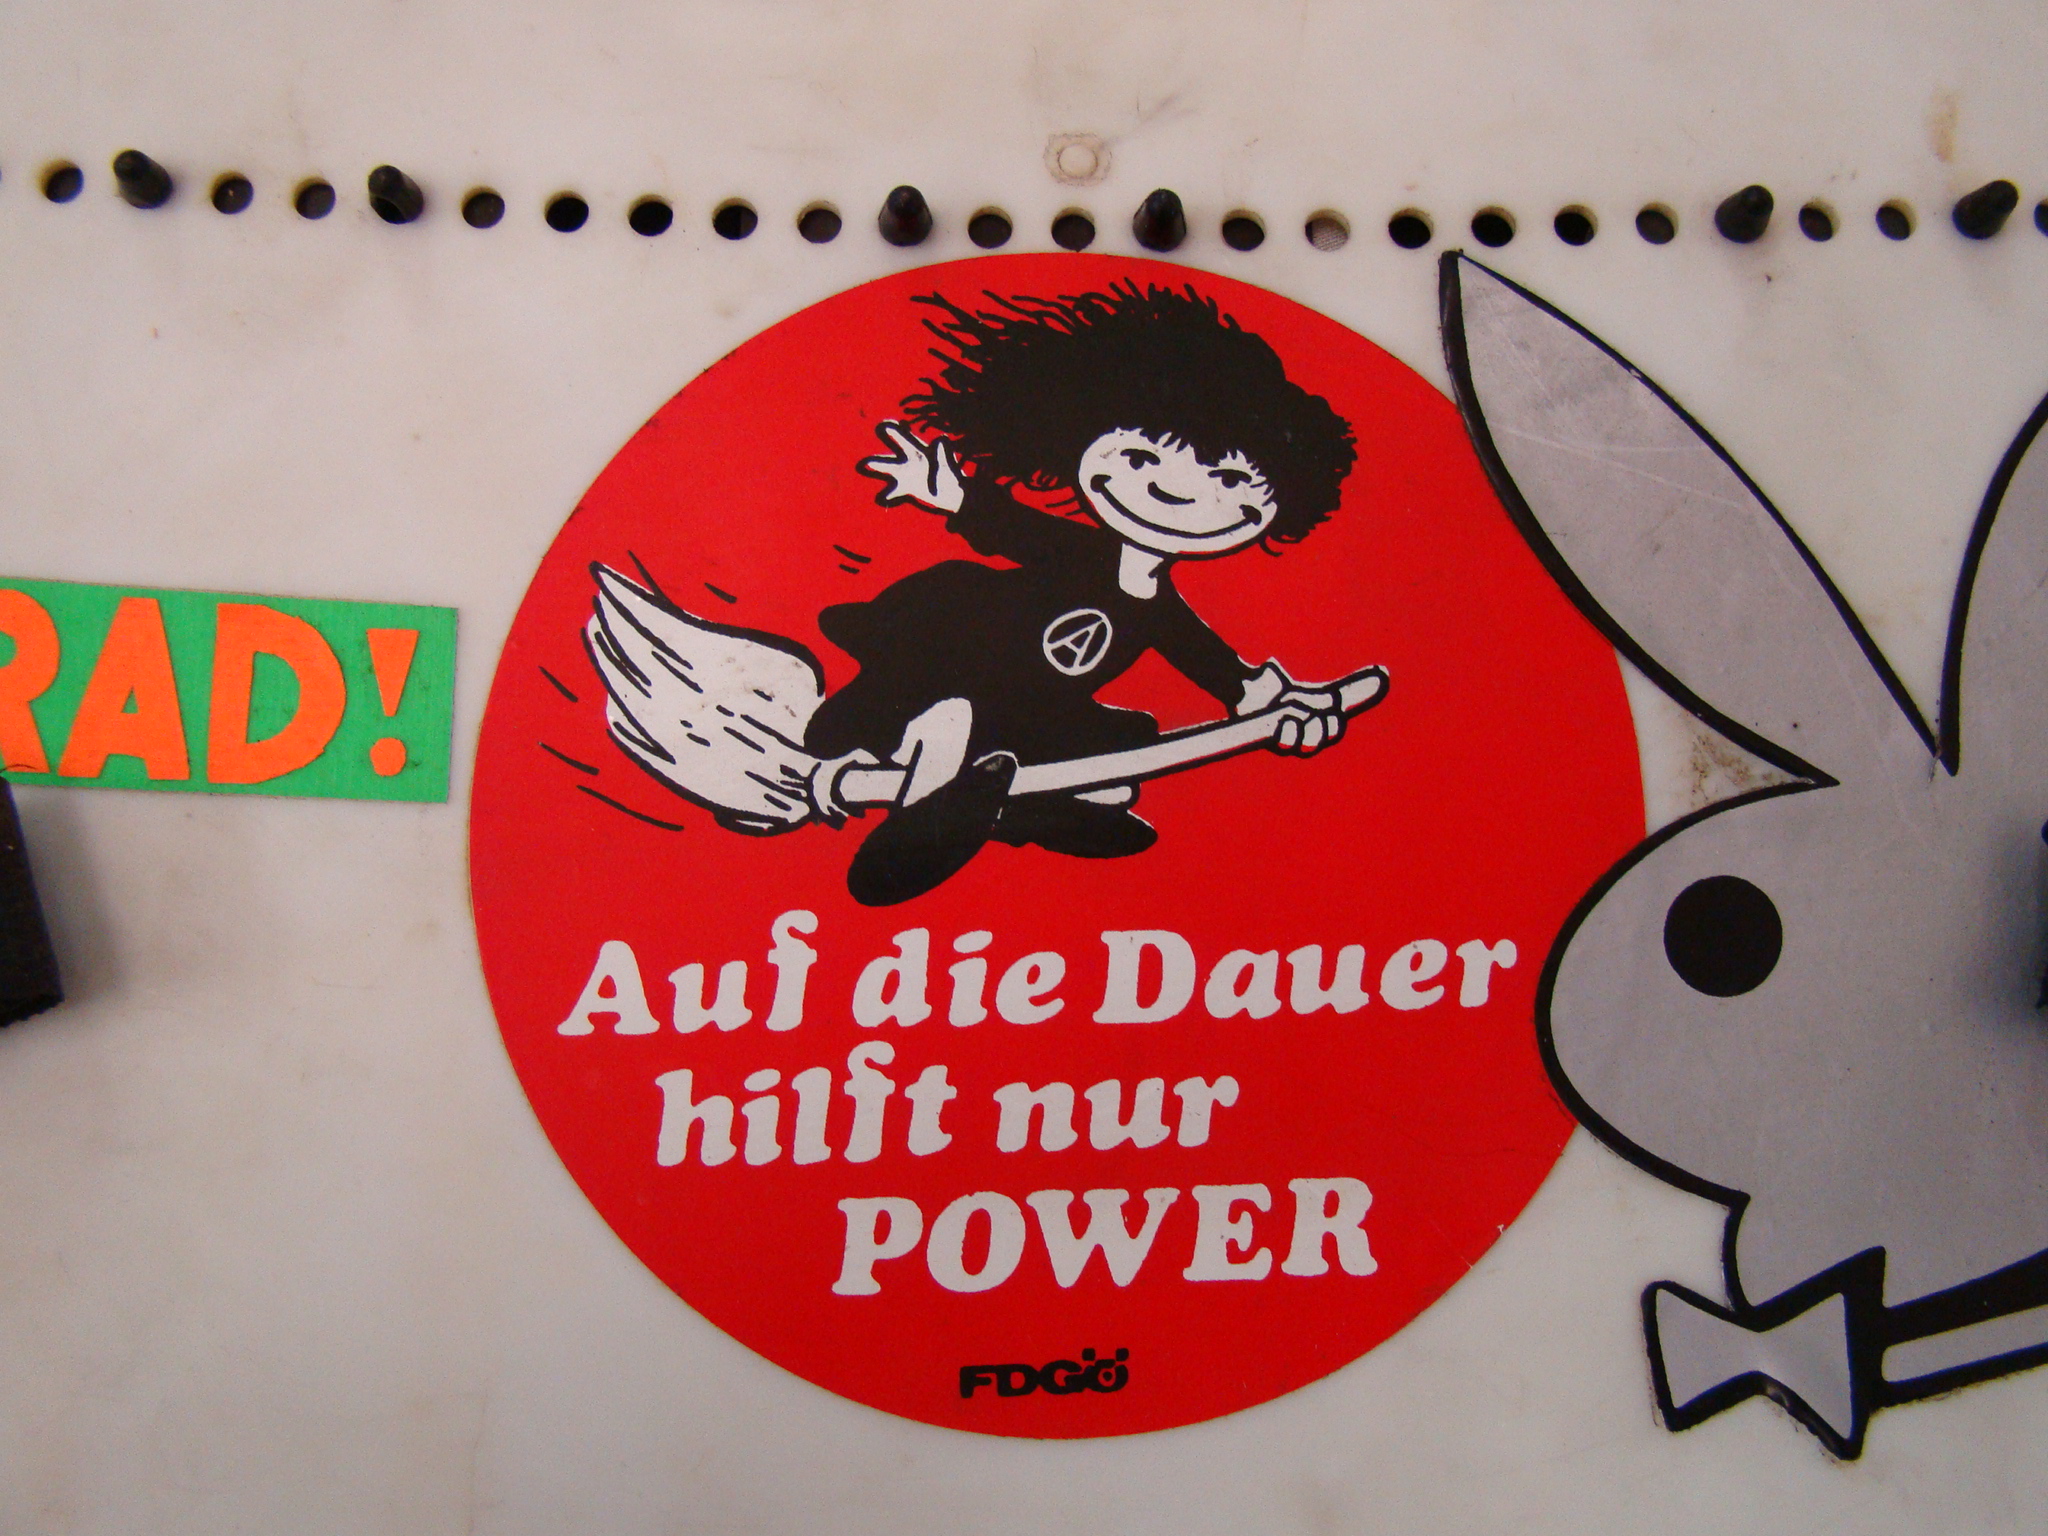 RAD!
A
Auf die Dauer
hilft nur
POWER
FDGÖ